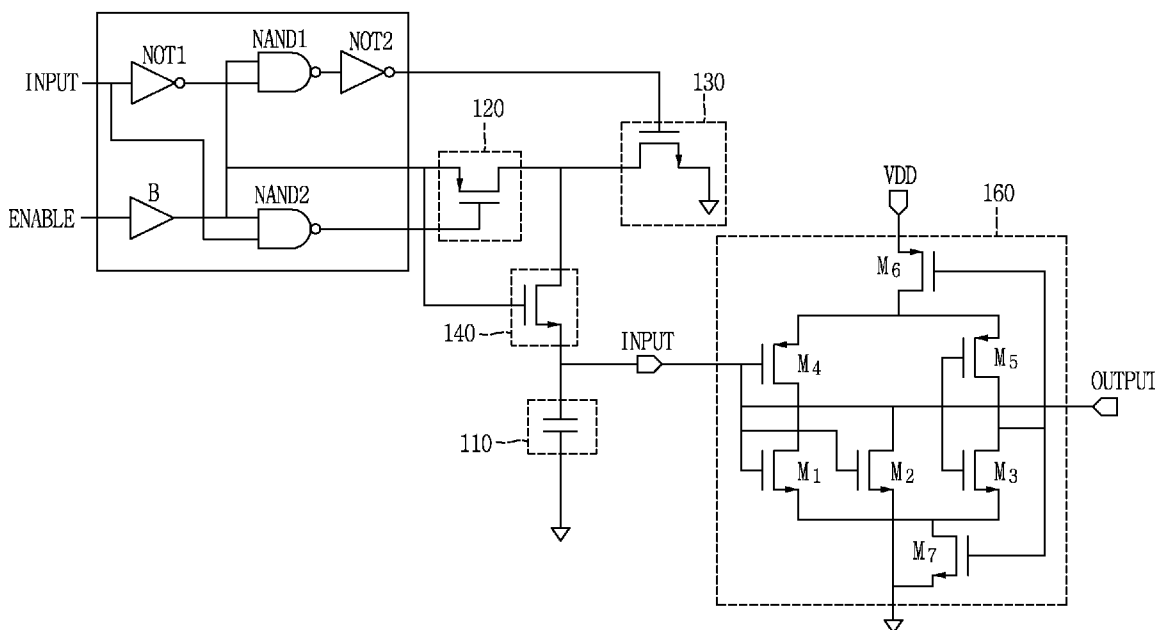 NAND1
NOT1
NOT2
INPUT
120
130
B
NAND2
ENABLE
VDD
160
M6
140
INPUT
M4
M5
OUTPUT
110
M1
M2
M3
M7